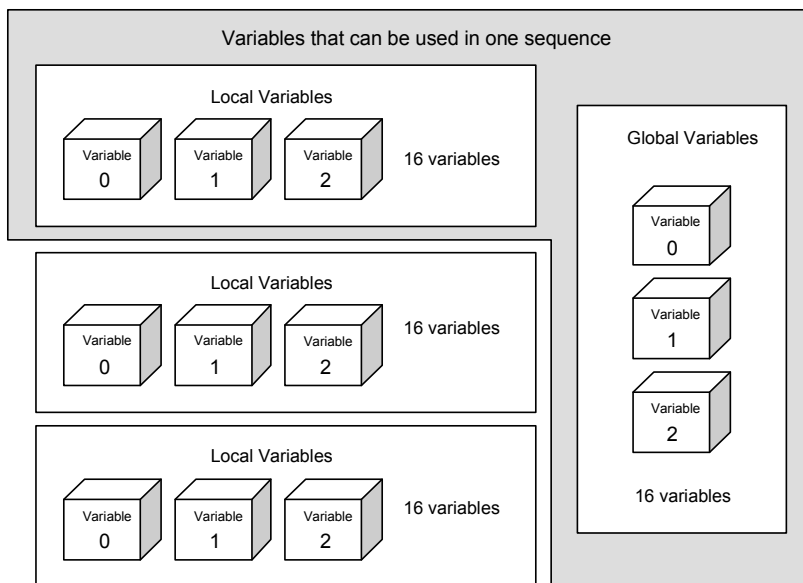 Variables that can be used in one sequence
Local Variables
Variable
0
Variable
1
Variable
2
16 variables
Local Variables
Variable
0
Variable
1
Variable
2
16 variables
Local Variables
Variable
0
Variable
1
Variable
2
16 variables
Global Variables
Variable
0
Variable
1
Variable
2
16 variables